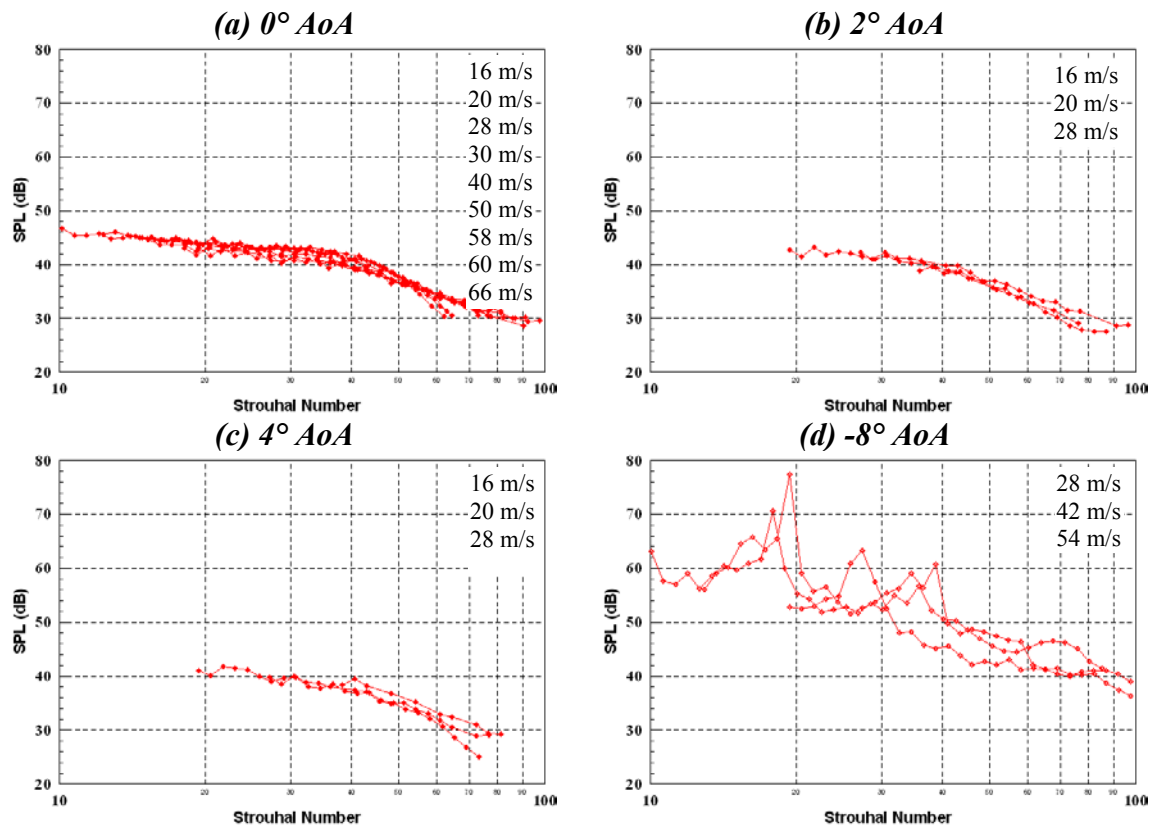 (a) 0° AoA
80
70
60
50
40
30
20
SPL (dB)
16 m/s
20 m/s
28 m/s
30 m/s
40 m/s
50 m/s
58 m/s
60 m/s
66 m/s
10
20
30
40
50
60
70
80
90
100
Strouhal Number
(b) 2° AoA
80
70
60
50
40
30
20
SPL (dB)
16 m/s
20 m/s
28 m/s
10
20
30
40
50
60
70
80
90
100
Strouhal Number
(c) 4° AoA
80
70
60
50
40
30
20
SPL (dB)
16 m/s
20 m/s
28 m/s
10
20
30
40
50
60
70
80
90
100
Strouhal Number
(d) -8° AoA
80
70
60
50
40
30
20
SPL (dB)
28 m/s
42 m/s
54 m/s
10
20
30
40
50
60
70
80
90
100
Strouhal Number